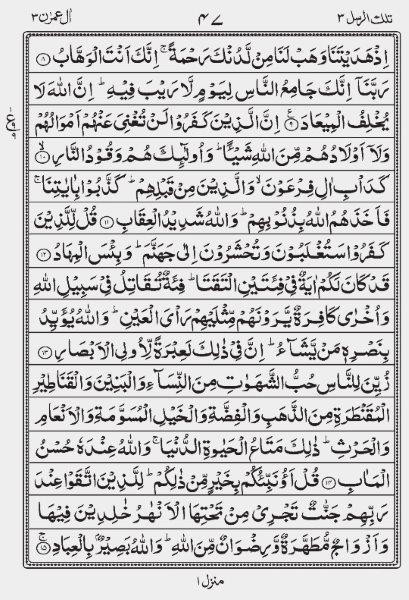 تلك الرسل ٣ ٤٧ اٰل عمرٰن ٣
اِذْ هَدَيْتَنَا وَهَبْ لَنَا مِنْ لَّدُنْكَ رَحْمَةً ۚ اِنَّكَ اَنْتَ الْوَهَّابُ ﴿٨﴾
رَبَّنَاۤ اِنَّكَ جَامِعُ النَّاسِ لِيَوْمٍ لَّا رَيْبَ فِيْهِ ؕ اِنَّ اللّٰهَ لَا
يُخْلِفُ الْمِيْعَادَ ﴿٩﴾ اِنَّ الَّذِيْنَ كَفَرُوْا لَنْ تُغْنِىَ عَنْهُمْ اَمْوَالُهُمْ
وَلَاۤ اَوْلَادُهُمْ مِّنَ اللّٰهِ شَيْـًٔا ؕ وَاُولٰٓئِكَ هُمْ وَقُوْدُ النَّارِ ﴿١٠﴾
كَدَاْبِ اٰلِ فِرْعَوْنَ ۙ وَالَّذِيْنَ مِنْ قَبْلِهِمْ ؕ كَذَّبُوْا بِاٰيٰتِنَا ۚ
فَاَخَذَهُمُ اللّٰهُ بِذُنُوْبِهِمْ ؕ وَاللّٰهُ شَدِيْدُ الْعِقَابِ ﴿١١﴾ قُلْ لِّلَّذِيْنَ
كَفَرُوْا سَتُغْلَبُوْنَ وَتُحْشَرُوْنَ اِلٰى جَهَنَّمَ ؕ وَبِئْسَ الْمِهَادُ ﴿١٢﴾
قَدْ كَانَ لَكُمْ اٰيَةٌ فِىْ فِئَتَيْنِ الْتَقَتَا ؕ فِئَةٌ تُقَاتِلُ فِىْ سَبِيْلِ اللّٰهِ
وَاُخْرٰى كَافِرَةٌ يَّرَوْنَهُمْ مِّثْلَيْهِمْ رَاْىَ الْعَيْنِ ؕ وَاللّٰهُ يُؤَيِّدُ
بِنَصْرِهٖ مَنْ يَّشَآءُ ؕ اِنَّ فِىْ ذٰلِكَ لَعِبْرَةً لِّاُولِى الْاَبْصَارِ ﴿١٣﴾
زُيِّنَ لِلنَّاسِ حُبُّ الشَّهَوٰتِ مِنَ النِّسَآءِ وَالْبَنِيْنَ وَالْقَنَاطِيْرِ
الْمُقَنْطَرَةِ مِنَ الذَّهَبِ وَالْفِضَّةِ وَالْخَيْلِ الْمُسَوَّمَةِ وَالْاَنْعَامِ
وَالْحَرْثِ ؕ ذٰلِكَ مَتَاعُ الْحَيٰوةِ الدُّنْيَا ۚ وَاللّٰهُ عِنْدَهٗ حُسْنُ
الْمَاٰبِ ﴿١٤﴾ قُلْ اَؤُنَبِّئُكُمْ بِخَيْرٍ مِّنْ ذٰلِكُمْ ؕ لِلَّذِيْنَ اتَّقَوْا عِنْدَ
رَبِّهِمْ جَنّٰتٌ تَجْرِىْ مِنْ تَحْتِهَا الْاَنْهٰرُ خٰلِدِيْنَ فِيْهَا
وَاَزْوَاجٌ مُّطَهَّرَةٌ وَّرِضْوَانٌ مِّنَ اللّٰهِ ؕ وَاللّٰهُ بَصِيْرٌۢ بِالْعِبَادِ ۚ ﴿١٥﴾
منزل ١